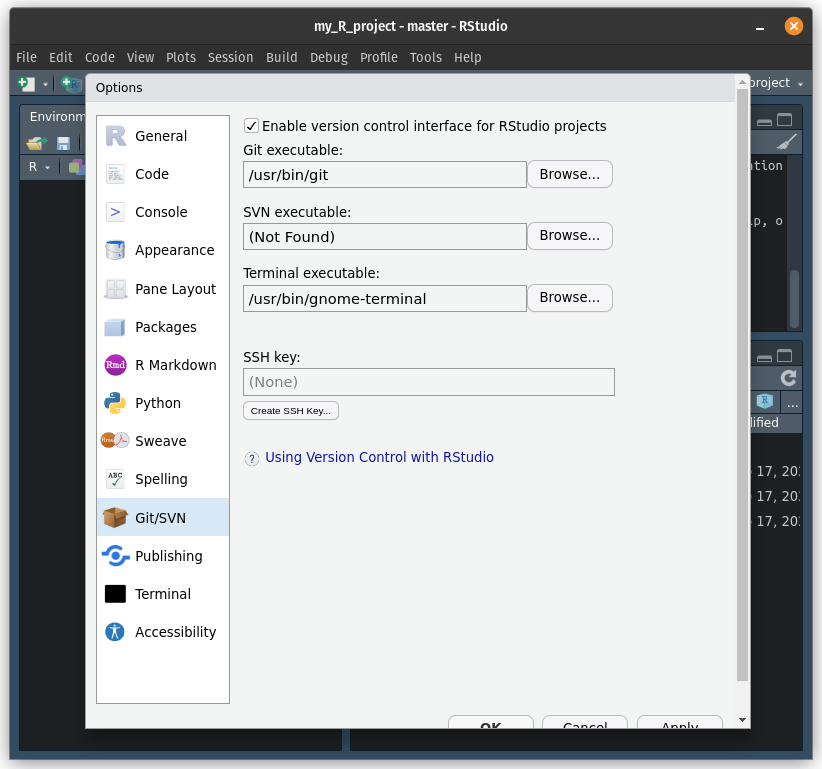 my_R_project - master - RStudio
File Edit Code View Plots Session Build Debug Profile Tools Help
Options
General
Code
Console
Appearance
Pane Layout
Packages
R Markdown
Python
Sweave
Spelling
Git/SVN
Publishing
Terminal
Accessibility
Enable version control interface for RStudio projects
Git executable:
/usr/bin/git Browse...
SVN executable:
(Not Found) Browse...
Terminal executable:
/usr/bin/gnome-terminal Browse...
SSH key:
(None)
Create SSH Key...
? Using Version Control with RStudio
OK Cancel Apply
R
17, 20
17, 20
17, 20
...